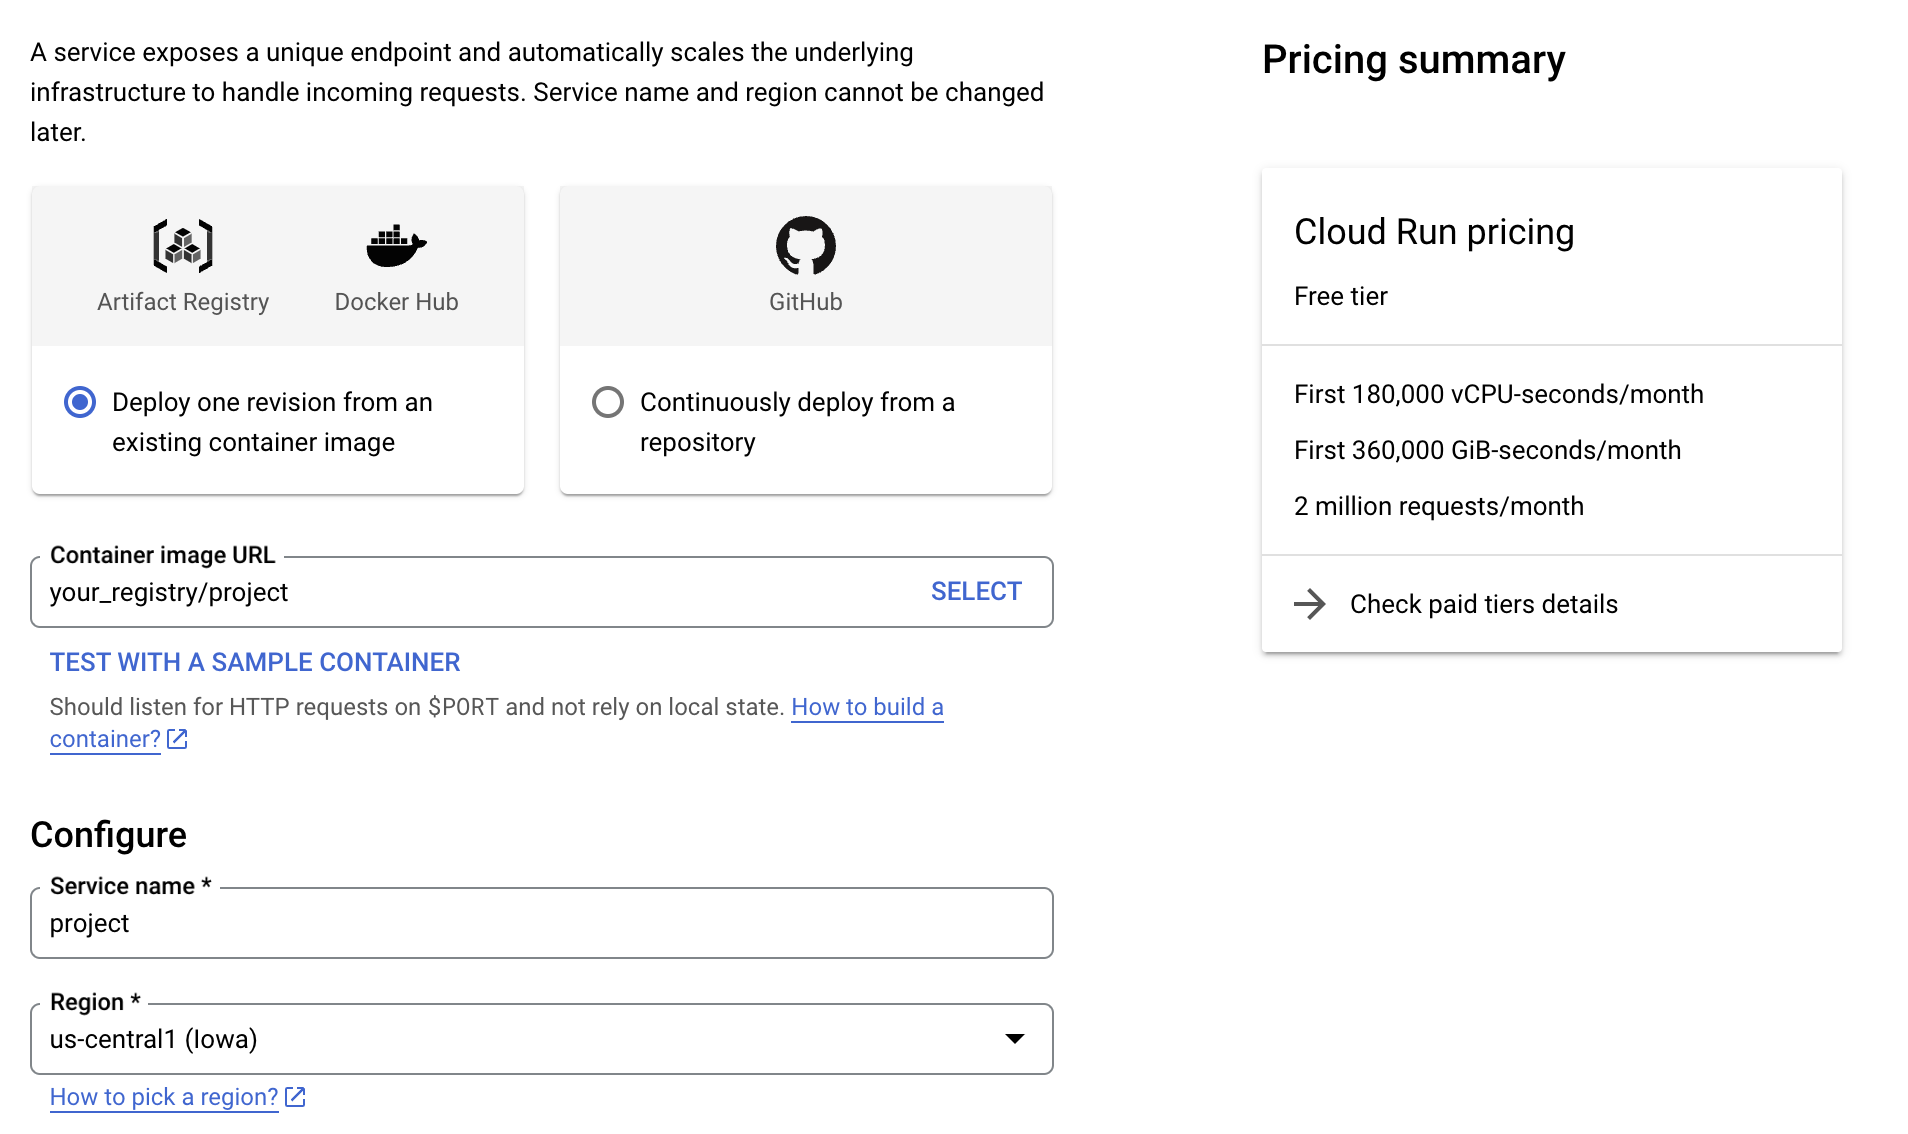 A service exposes a unique endpoint and automatically scales the underlying
infrastructure to handle incoming requests. Service name and region cannot be changed
later.
Artifact Registry
Docker Hub
GitHub
Deploy one revision from an
existing container image
Continuously deploy from a
repository
Container image URL
your_registry/project
SELECT
TEST WITH A SAMPLE CONTAINER
Should listen for HTTP requests on $PORT and not rely on local state. How to build a
container?
Configure
Service name *
project
Region *
us-central1 (Iowa)
How to pick a region?
Pricing summary
Cloud Run pricing
Free tier
First 180,000 vCPU-seconds/month
First 360,000 GiB-seconds/month
2 million requests/month
Check paid tiers details